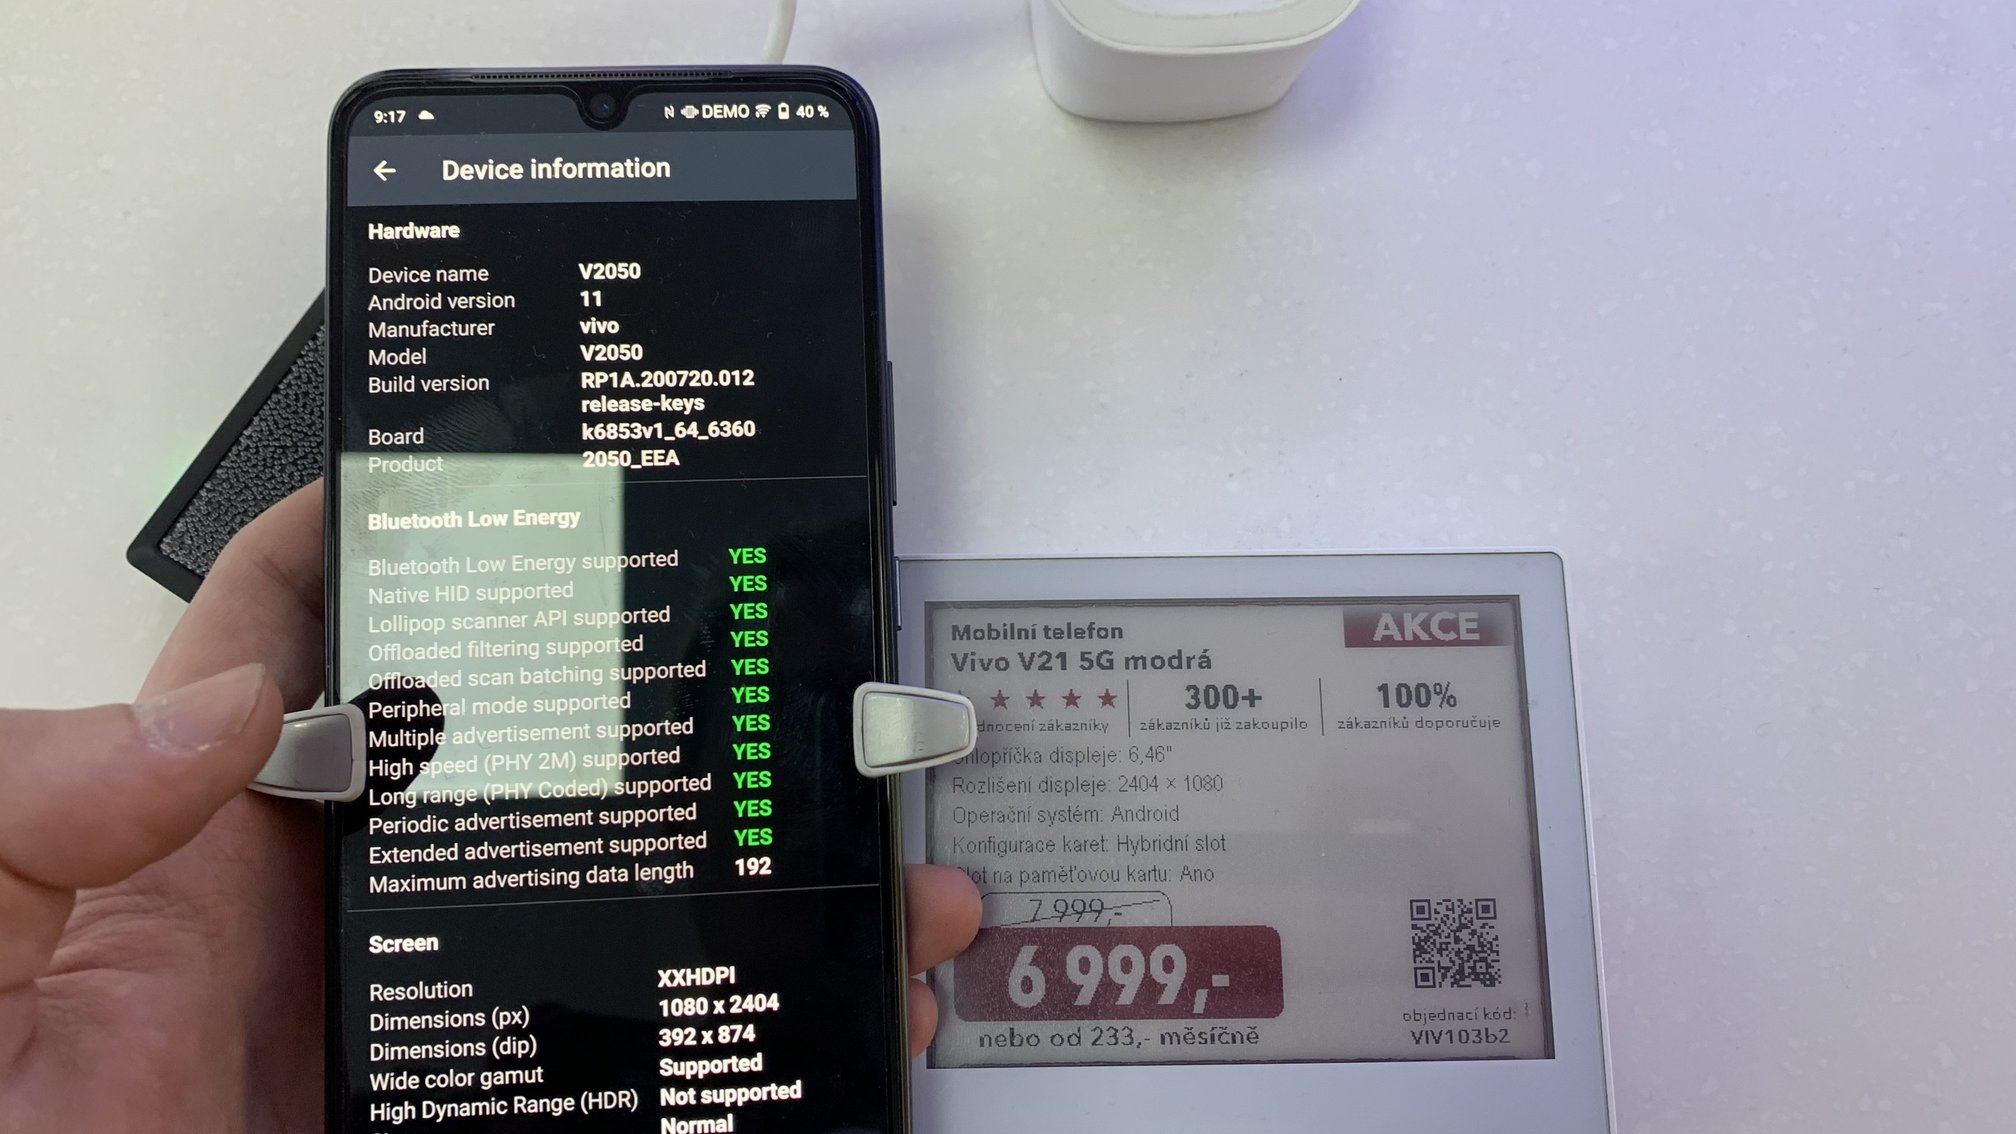 9:17 DEMO 40 %
Device information
Hardware
Device name V2050
Android version 11
Manufacturer vivo
Model V2050
Build version RP1A.200720.012
release-keys
Board k6853v1_64_6360
Product 2050_EEA
Bluetooth Low Energy
Bluetooth Low Energy supported YES
Native HID supported YES
Lollipop scanner API supported YES
Offloaded filtering supported YES
Offloaded scan batching supported YES
Peripheral mode supported YES
Multiple advertisement supported YES
High speed (PHY 2M) supported YES
Long range (PHY Coded) supported YES
Periodic advertisement supported YES
Extended advertisement supported YES
Maximum advertising data length 192
Screen
Resolution XXHDPI
Dimensions (px) 1080 x 2404
Dimensions (dip) 392 x 874
Wide color gamut Supported
High Dynamic Range (HDR) Not supported
Normal
Mobilní telefon
AKCE
Vivo V21 5G modrá
300+
100%
zákazníky
zákazníků již zakoupilo
zákazníků doporučuje
displeje: 6,46"
Rozlišení displeje: 2404 × 1080
Operační systém: Android
Konfigurace karet: Hybridní slot
na paměťovou kartu: Ano
7 999,-
6 999,-
nebo od 233,- měsíčně
objednací kód:
VIV103b2